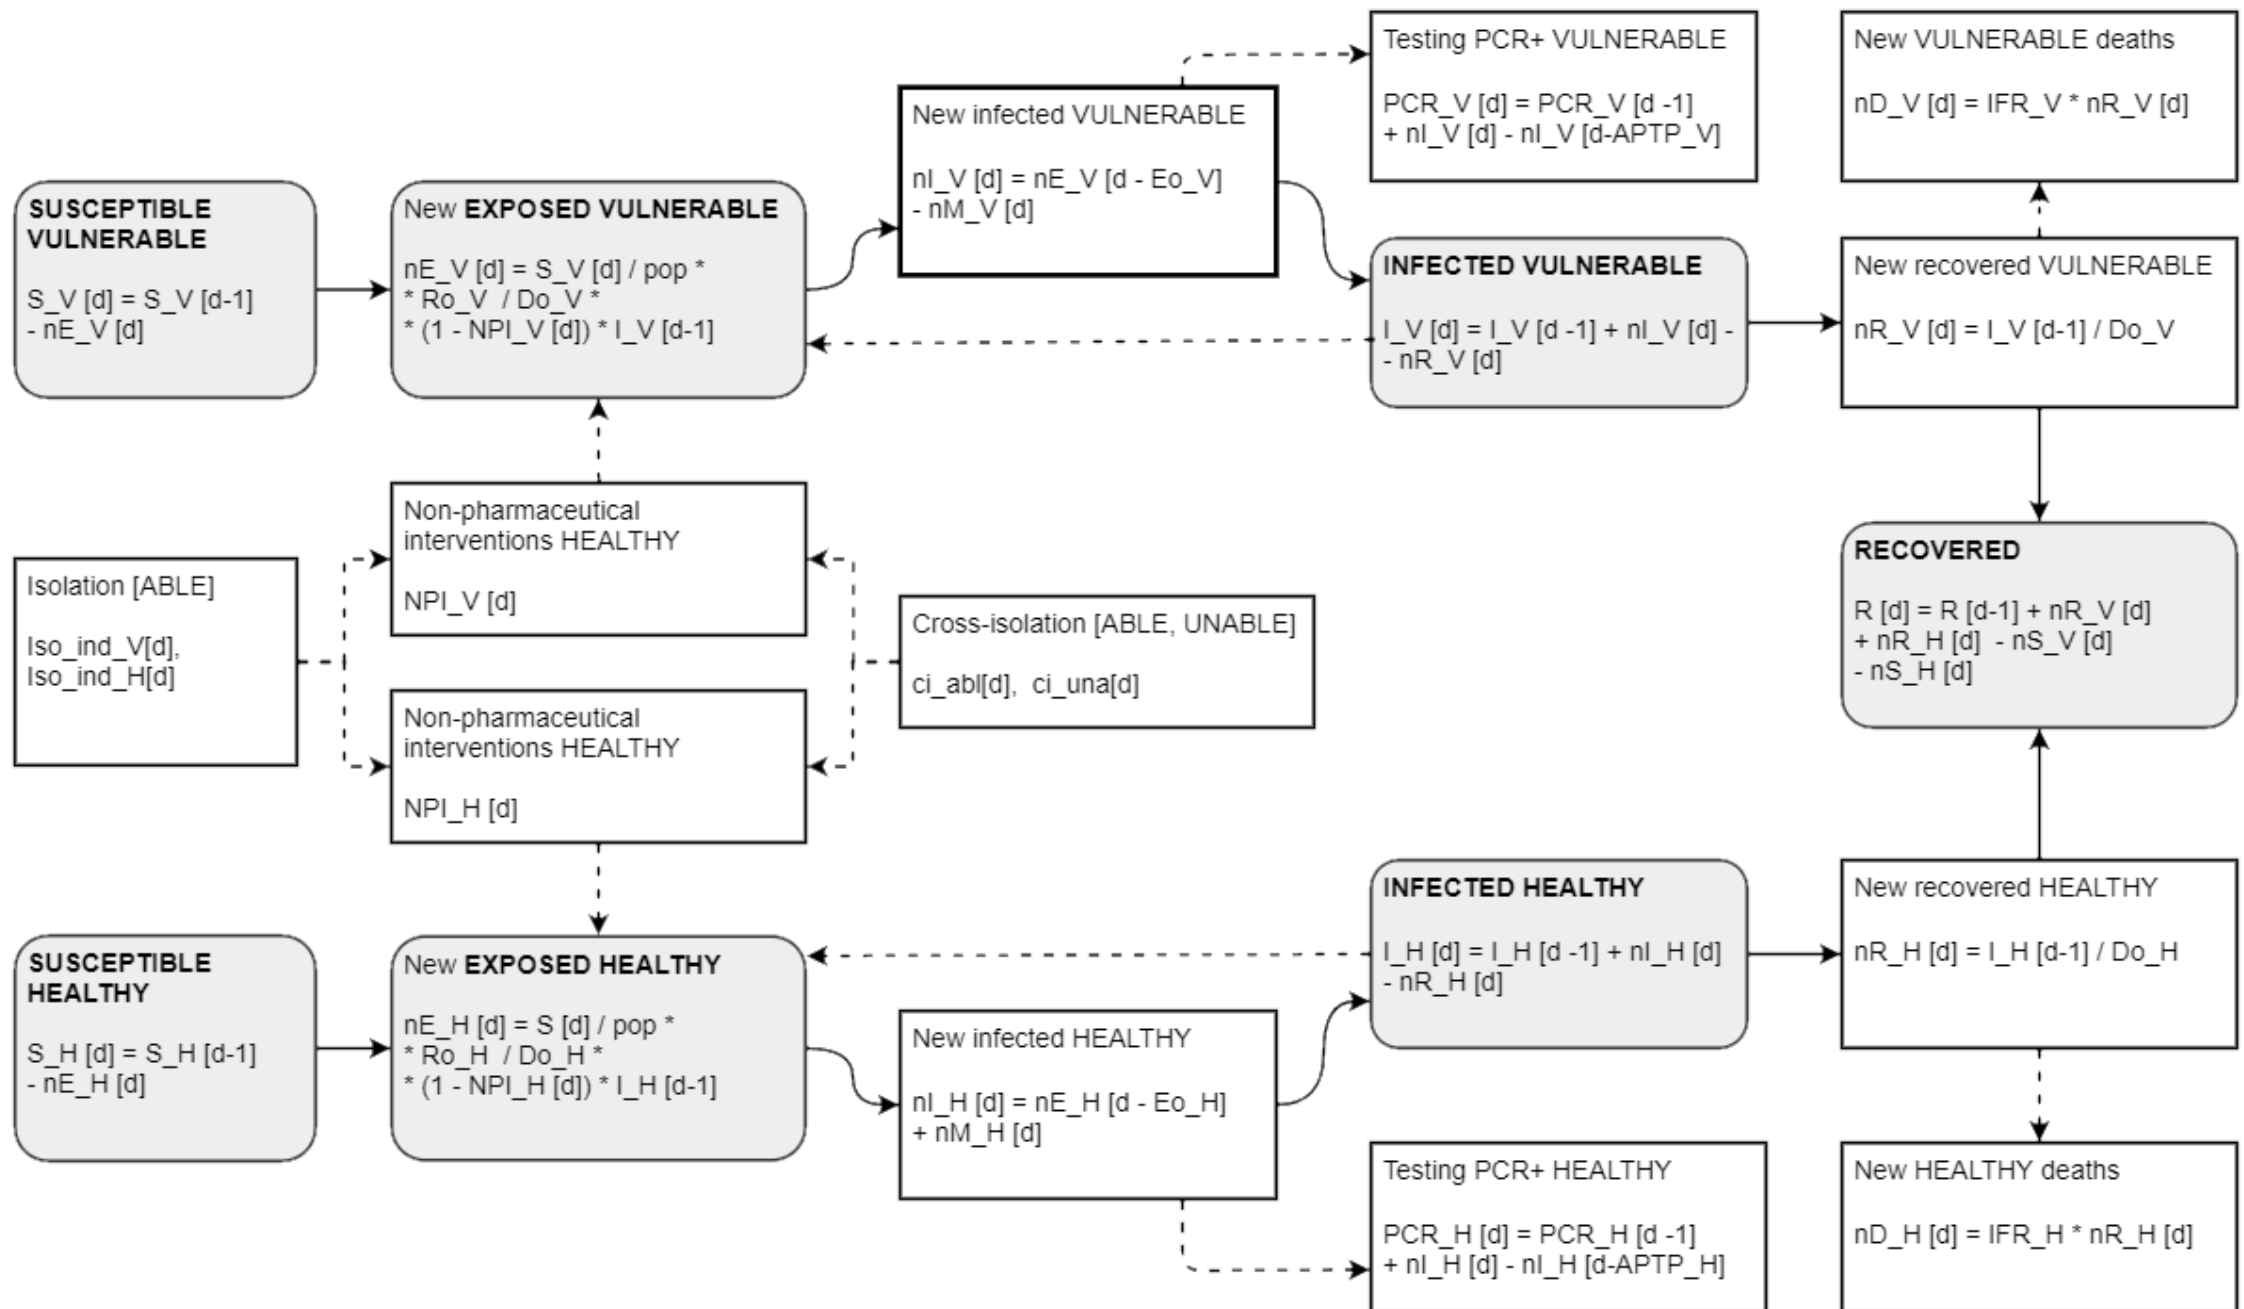 Testing PCR+ VULNERABLE
PCR_V [d] = PCR_V [d -1]
+ nI_V [d] - nI_V [d-APTP_V]
New VULNERABLE deaths
nD_V [d] = IFR_V * nR_V [d]
New infected VULNERABLE
nI_V [d] = nE_V [d - Eo_V]
- nM_V [d]
SUSCEPTIBLE
VULNERABLE
S_V [d] = S_V [d-1]
- nE_V [d]
New EXPOSED VULNERABLE
nE_V [d] = S_V [d] / pop *
* Ro_V / Do_V *
* (1 - NPI_V [d]) * I_V [d-1]
INFECTED VULNERABLE
I_V [d] = I_V [d -1] + nI_V [d] -
- nR_V [d]
New recovered VULNERABLE
nR_V [d] = I_V [d-1] / Do_V
Non-pharmaceutical
interventions HEALTHY
NPI_V [d]
Isolation [ABLE]
Iso_ind_V[d],
Iso_ind_H[d]
Cross-isolation [ABLE, UNABLE]
ci_abl[d], ci_una[d]
RECOVERED
R [d] = R [d-1] + nR_V [d]
+ nR_H [d] - nS_V [d]
- nS_H [d]
Non-pharmaceutical
interventions HEALTHY
NPI_H [d]
INFECTED HEALTHY
I_H [d] = I_H [d -1] + nI_H [d]
- nR_H [d]
New recovered HEALTHY
nR_H [d] = I_H [d-1] / Do_H
SUSCEPTIBLE
HEALTHY
S_H [d] = S_H [d-1]
- nE_H [d]
New EXPOSED HEALTHY
nE_H [d] = S [d] / pop *
* Ro_H / Do_H *
* (1 - NPI_H [d]) * I_H [d-1]
New infected HEALTHY
nI_H [d] = nE_H [d - Eo_H]
+ nM_H [d]
Testing PCR+ HEALTHY
PCR_H [d] = PCR_H [d -1]
+ nI_H [d] - nI_H [d-APTP_H]
New HEALTHY deaths
nD_H [d] = IFR_H * nR_H [d]